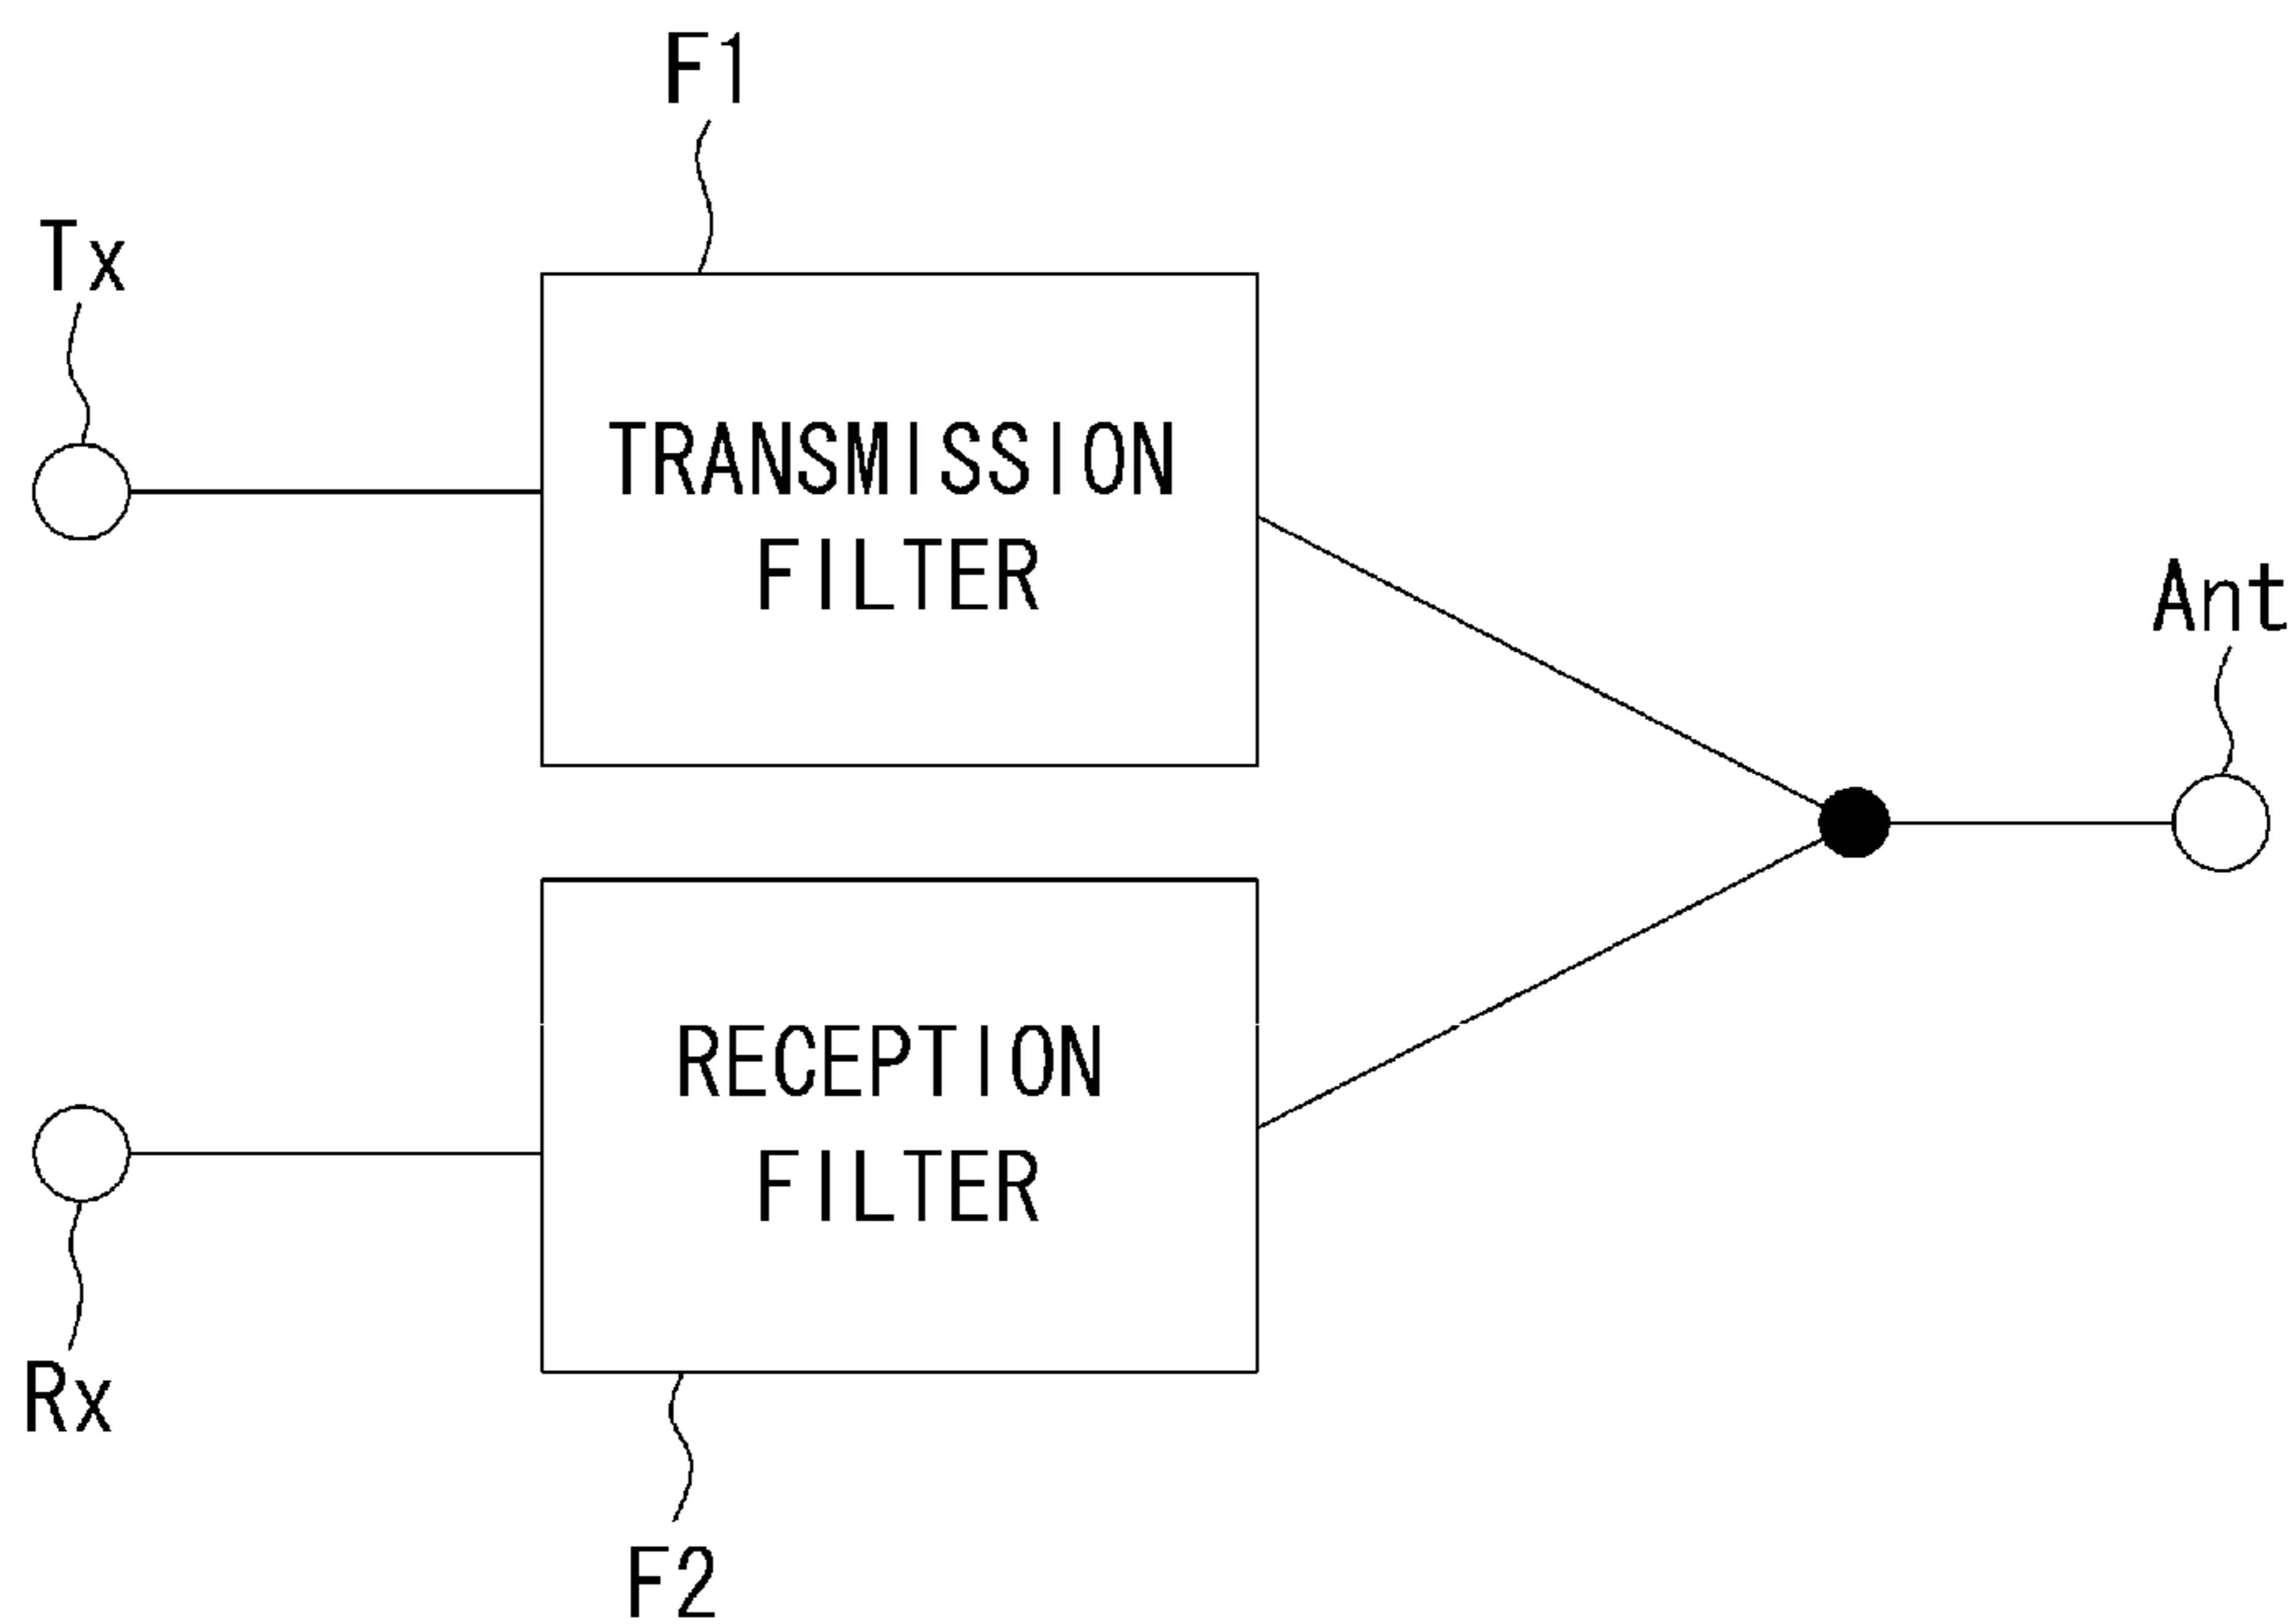 F1
Tx
TRANSMISSION
FILTER
Ant
RECEPTION
FILTER
Rx
F2